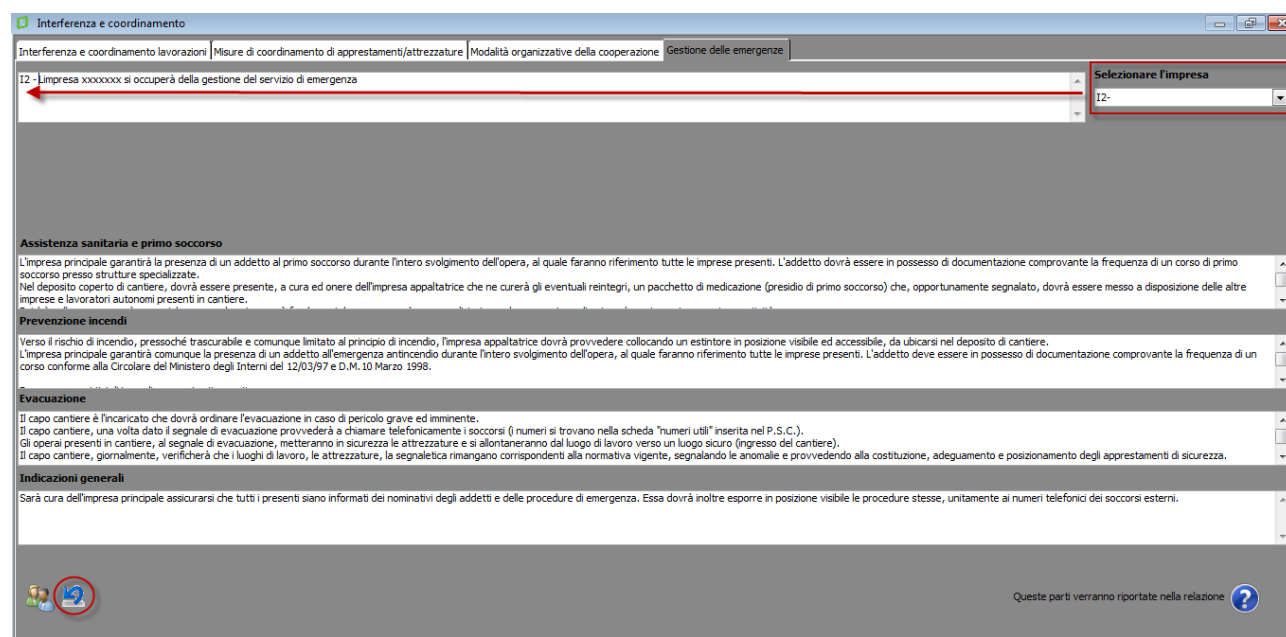 Interferenza e coordinamento
Interferenza e coordinamento lavorazioni Misure di coordinamento di apprestamenti/attrezzature Modalità organizzative della cooperazione Gestione delle emergenze
I2 - Limpresa xxxxxxx si occuperà della gestione del servizio di emergenza
Selezionare l'impresa
I2-
Assistenza sanitaria e primo soccorso
L'impresa principale garantirà la presenza di un addetto al primo soccorso durante l'intero svolgimento dell'opera, al quale faranno riferimento tutte le imprese presenti. L'addetto dovrà essere in possesso di documentazione comprovante la frequenza di un corso di primo
soccorso presso strutture specializzate.
Nel deposito coperto di cantiere, dovrà essere presente, a cura ed onere dell'impresa appaltatrice che ne curerà gli eventuali reintegri, un pacchetto di medicazione (presidio di primo soccorso) che, opportunamente segnalato, dovrà essere messo a disposizione delle altre
imprese e lavoratori autonomi presenti in cantiere.
Prevenzione incendi
Verso il rischio di incendio, pressoché trascurabile e comunque limitato al principio di incendio, l'impresa appaltatrice dovrà provvedere collocando un estintore in posizione visibile ed accessibile, da ubicarsi nel deposito di cantiere.
L'impresa principale garantirà comunque la presenza di un addetto all'emergenza antincendio durante l'intero svolgimento dell'opera, al quale faranno riferimento tutte le imprese presenti. L'addetto deve essere in possesso di documentazione comprovante la frequenza di un
corso conforme alla Circolare del Ministero degli Interni del 12/03/97 e D.M. 10 Marzo 1998.
Evacuazione
Il capo cantiere è l'incaricato che dovrà ordinare l'evacuazione in caso di pericolo grave ed imminente.
Il capo cantiere, una volta dato il segnale di evacuazione provvederà a chiamare telefonicamente i soccorsi (i numeri si trovano nella scheda "numeri utili" inserita nel P.S.C.).
Gli operai presenti in cantiere, al segnale di evacuazione, metteranno in sicurezza le attrezzature e si allontaneranno dal luogo di lavoro verso un luogo sicuro (ingresso del cantiere).
Il capo cantiere, giornalmente, verificherà che i luoghi di lavoro, le attrezzature, la segnaletica rimangano corrispondenti alla normativa vigente, segnalando le anomalie e provvedendo alla costituzione, adeguamento e posizionamento degli apprestamenti di sicurezza.
Indicazioni generali
Sarà cura dell'impresa principale assicurarsi che tutti i presenti siano informati dei nominativi degli addetti e delle procedure di emergenza. Essa dovrà inoltre esporre in posizione visibile le procedure stesse, unitamente ai numeri telefonici dei soccorsi esterni.
Queste parti verranno riportate nella relazione ?